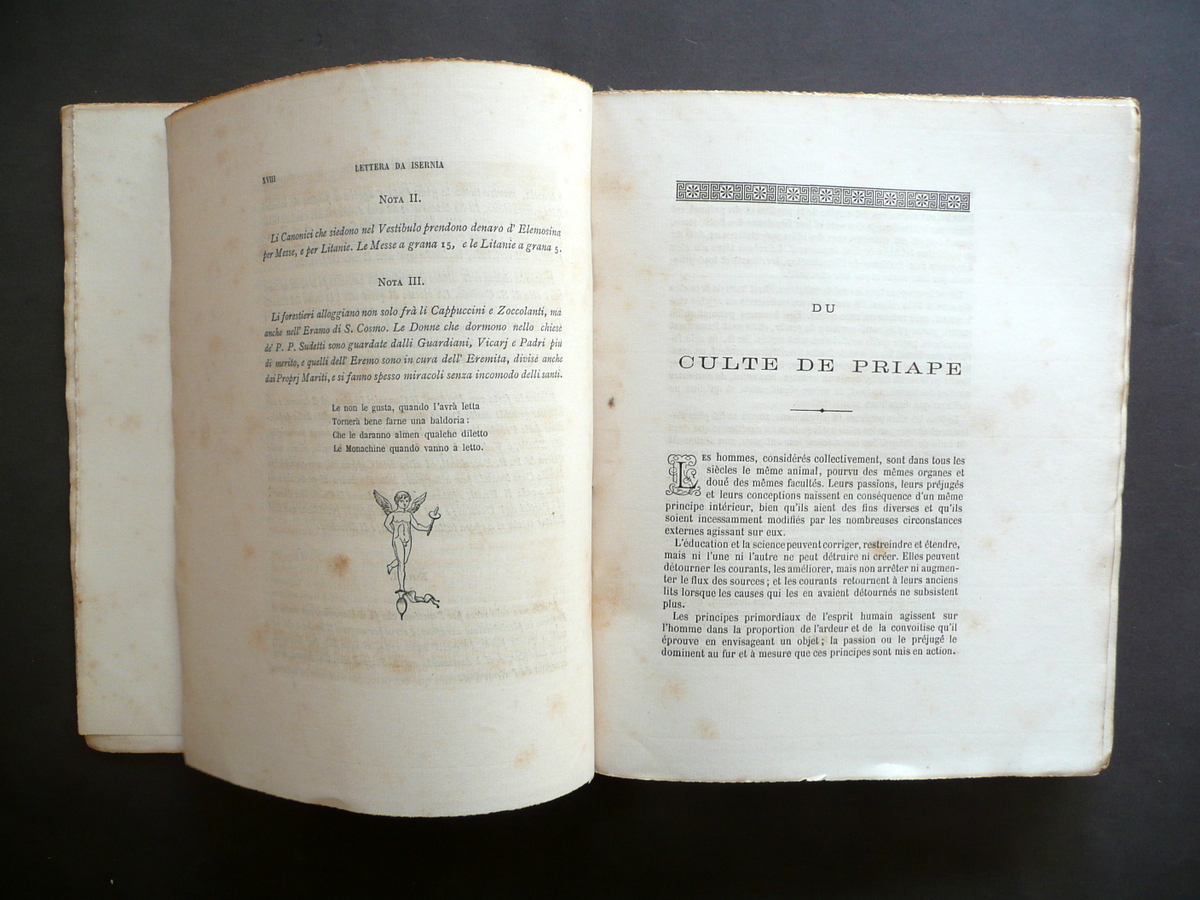 XVIII
LETTERA DA ISERNIA
NOTA II.
Li Canonici che siedono nel Vestibulo prendono denaro d' Elemosina
per Messe, e per Litanie. Le Messe a grana 15, e le Litanie a grana 5.
NOTA III.
Li forestieri alloggiano non solo frà li Cappuccini e Zoccolanti, ma
anche nell' Eramo di S. Cosmo. Le Donne che dormono nello chiese
dé P. P. Sudetti sono guardate dalli Guardiani, Vicarj e Padri più
di merito, e quelli dell' Eremo sono in cura dell' Eremita, divise anche
dai Proprj Mariti, e si fanno spesso miracoli senza incomodo delli santi.
Le non le gusta, quando l'avrà letta
Tornerà bene farne una baldoria :
Che le daranno almen qualche diletto
Le Monachine quando vanno a letto.
DU
CULTE DE PRIAPE
LES hommes, considérés collectivement, sont dans tous les
siècles le même animal, pourvu des mêmes organes et
doué des mêmes facultés. Leurs passions, leurs préjugés
et leurs conceptions naissent en conséquence d'un même
principe intérieur, bien qu'ils aient des fins diverses et qu'ils
soient incessamment modifiés par les nombreuses circonstances
externes agissant sur eux.
L'éducation et la science peuvent corriger, restreindre et étendre,
mais ni l'une ni l'autre ne peut détruire ni créer. Elles peuvent
détourner les courants, les améliorer, mais non arrêter ni augmen-
ter le flux des sources ; et les courants retournent à leurs anciens
lits lorsque les causes qui les en avaient détournés ne subsistent
plus.
Les principes primordiaux de l'esprit humain agissent sur
l'homme dans la proportion de l'ardeur et de la convoitise qu'il
éprouve en envisageant un objet ; la passion ou le préjugé le
dominent au fur et à mesure que ces principes sont mis en action.